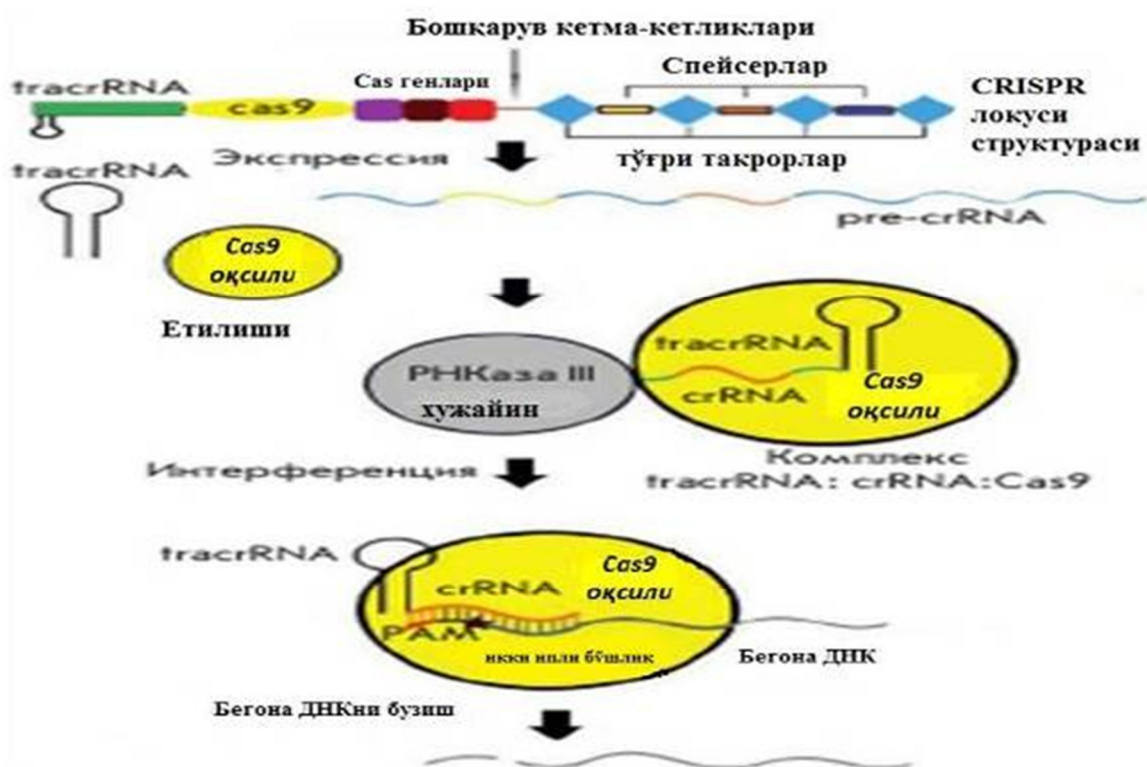 Бошкарув кетма-кетликлари
Cas генлари
Спейсерлар
tracrRNA
cas9
CRISPR
локуси
структураси
Экспрессия
тўғри такрорлар
tracrRNA
pre-crRNA
Cas9
оқсили
Етилиши
tracrRNA
РНКаза III
хужайин
crRNA
Cas9
оқсили
Комплекс
tracrRNA: crRNA:Cas9
Интерференция
tracrRNA
Cas9
оқсили
crRNA
PAM
икки ипли бўшлик
Бегона ДНК
Бегона ДНКни бузиш